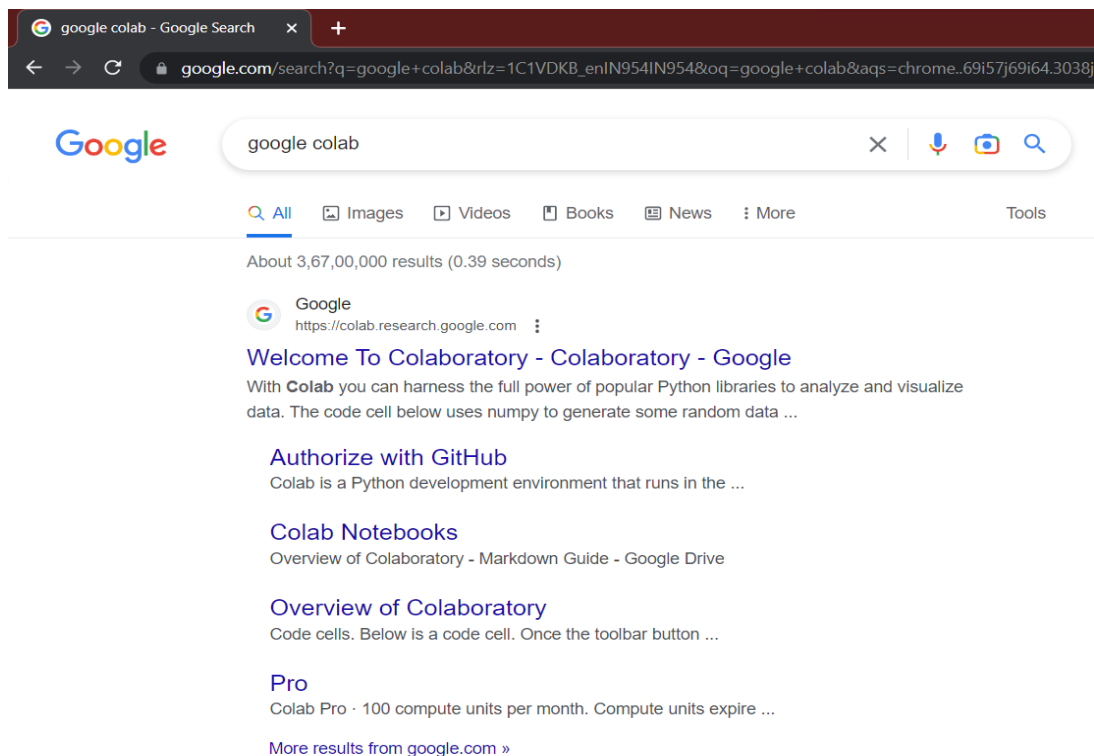 google colab - Google Search
google.com/search?q=google+colab&rlz=1C1VDKB_enIN954IN954&oq=google+colab&aqs=chrome..69i57j69i64.3038j
Google
google colab
All Images Videos Books News More Tools
About 3,67,00,000 results (0.39 seconds)
Google
https://colab.research.google.com
Welcome To Colaboratory - Colaboratory - Google
With Colab you can harness the full power of popular Python libraries to analyze and visualize
data. The code cell below uses numpy to generate some random data ...
Authorize with GitHub
Colab is a Python development environment that runs in the ...
Colab Notebooks
Overview of Colaboratory - Markdown Guide - Google Drive
Overview of Colaboratory
Code cells. Below is a code cell. Once the toolbar button ...
Pro
Colab Pro · 100 compute units per month. Compute units expire ...
More results from google.com »